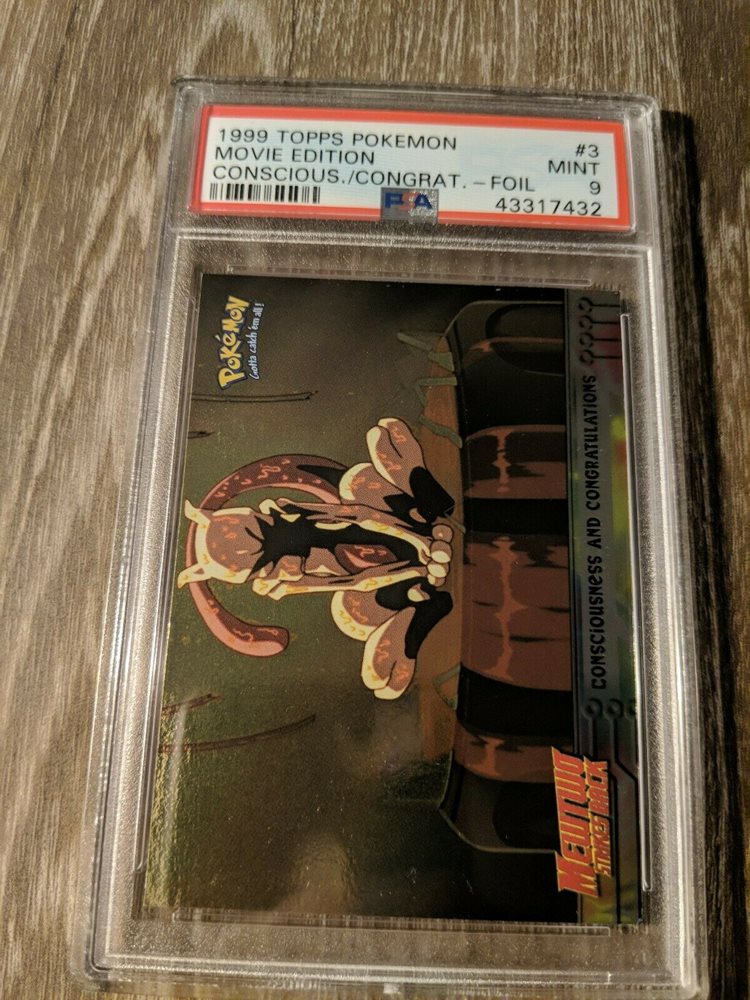 1999 TOPPS POKEMON #3
MOVIE EDITION MINT
CONSCIOUS./CONGRAT. – FOIL 9
PSA 43317432
POKéMON
Gotta catch 'em all!
CONSCIOUSNESS AND CONGRATULATIONS
MEWTWO
STRIKES BACK